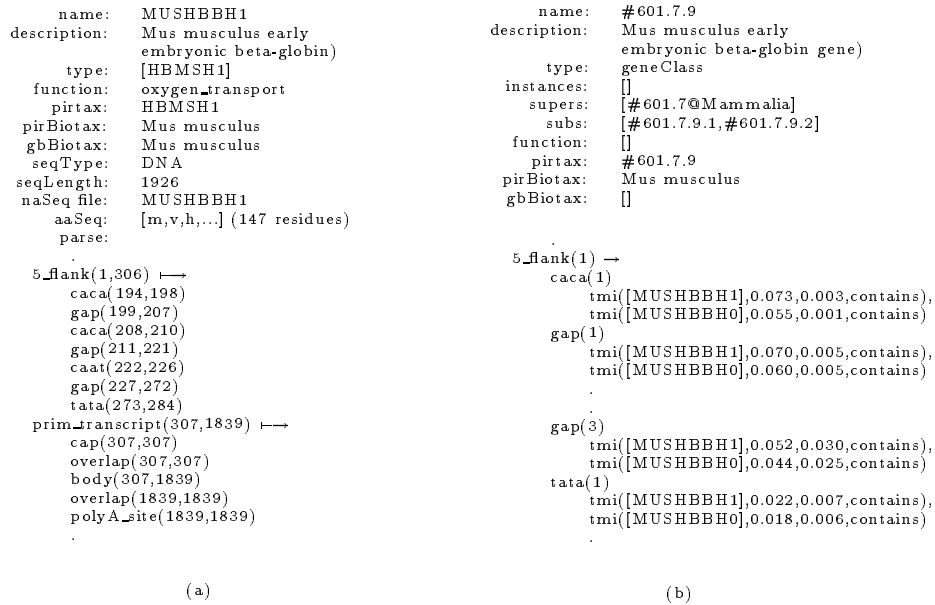 name: MUSHBBH1
description: Mus musculus early
embryonic beta-globin)
type: [HBMSH1]
function: oxygen_transport
pirtax: HBMSH1
pirBiotax: Mus musculus
gbBiotax: Mus musculus
seqType: DNA
seqLength: 1926
naSeq file: MUSHBBH1
aaSeq: [m,v,h,...] (147 residues)
parse:
.
5_flank(1,306) ⟼
caca(194,198)
gap(199,207)
caca(208,210)
gap(211,221)
caat(222,226)
gap(227,272)
tata(273,284)
prim_transcript(307,1839) ⟼
cap(307,307)
overlap(307,307)
body(307,1839)
overlap(1839,1839)
polyA_site(1839,1839)
.
(a)
name: #601.7.9
description: Mus musculus early
embryonic beta-globin gene)
type: geneClass
instances: []
supers: [#601.7@Mammalia]
subs: [#601.7.9.1,#601.7.9.2]
function: []
pirtax: #601.7.9
pirBiotax: Mus musculus
gbBiotax: []
.
5_flank(1) →
caca(1)
tmi([MUSHBBH1],0.073,0.003,contains),
tmi([MUSHBBH0],0.055,0.001,contains)
gap(1)
tmi([MUSHBBH1],0.070,0.005,contains),
tmi([MUSHBBH0],0.060,0.005,contains)
.
.
gap(3)
tmi([MUSHBBH1],0.052,0.030,contains),
tmi([MUSHBBH0],0.044,0.025,contains)
tata(1)
tmi([MUSHBBH1],0.022,0.007,contains),
tmi([MUSHBBH0],0.018,0.006,contains)
.
(b)